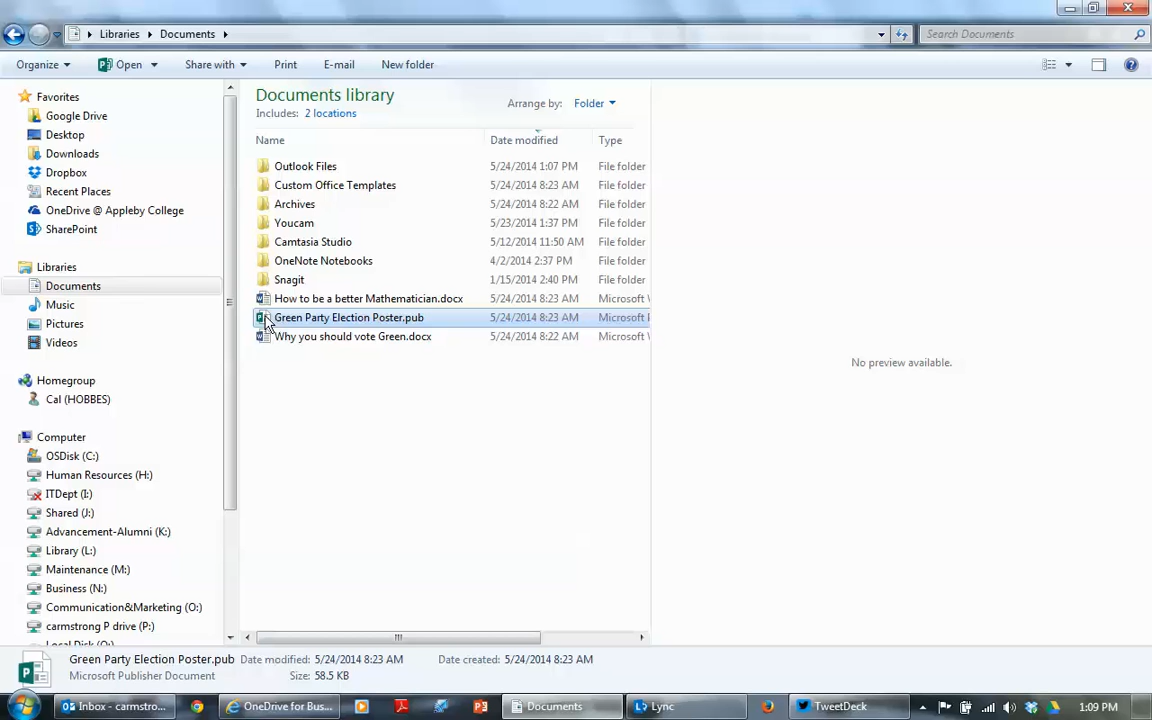 Libraries
Documents
Search Documents
Organize
Open
Share with
Print
E-mail
New folder
Favorites
Google Drive
Desktop
Downloads
Dropbox
Recent Places
OneDrive @ Appleby College
SharePoint
Libraries
Documents
Music
Pictures
Videos
Homegroup
Cal (HOBBES)
Computer
OSDisk (C:)
Human Resources (H:)
ITDept (I:)
Shared (J:)
Advancement-Alumni (K:)
Library (L:)
Maintenance (M:)
Business (N:)
Communication&Marketing (O:)
carmstrong P drive (P:)
Documents library
Includes: 2 locations
Arrange by: Folder
Name Date modified Type
Outlook Files 5/24/2014 1:07 PM File folder
Custom Office Templates 5/24/2014 8:23 AM File folder
Archives 5/24/2014 8:22 AM File folder
Youcam 5/23/2014 1:37 PM File folder
Camtasia Studio 5/12/2014 11:50 AM File folder
OneNote Notebooks 4/2/2014 2:37 PM File folder
Snagit 1/15/2014 2:40 PM File folder
How to be a better Mathematician.docx 5/24/2014 8:23 AM Microsoft
Green Party Election Poster.pub 5/24/2014 8:23 AM Microsoft
Why you should vote Green.docx 5/24/2014 8:22 AM Microsoft
No preview available.
Green Party Election Poster.pub Date modified: 5/24/2014 8:23 AM Date created: 5/24/2014 8:23 AM
Microsoft Publisher Document Size: 58.5 KB
Inbox - carmstro...
OneDrive for Bus...
Documents
Lync
TweetDeck
1:09 PM